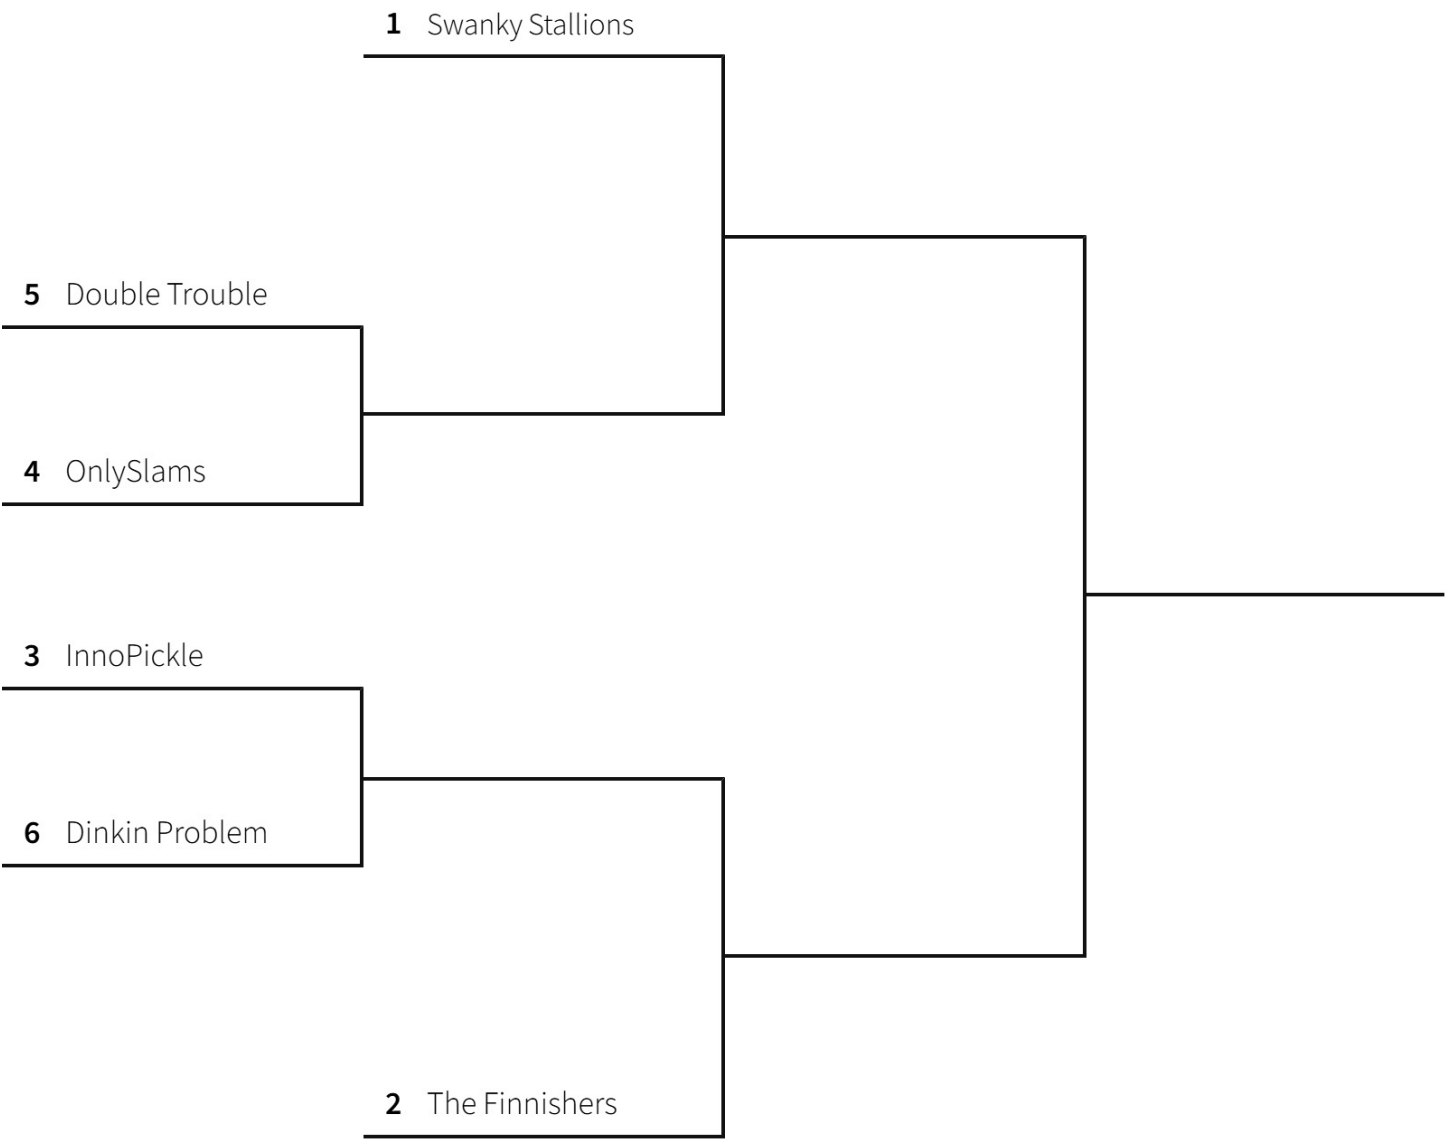 1 Swanky Stallions
5 Double Trouble
4 OnlySlams
3 InnoPickle
6 Dinkin Problem
2 The Finnishers